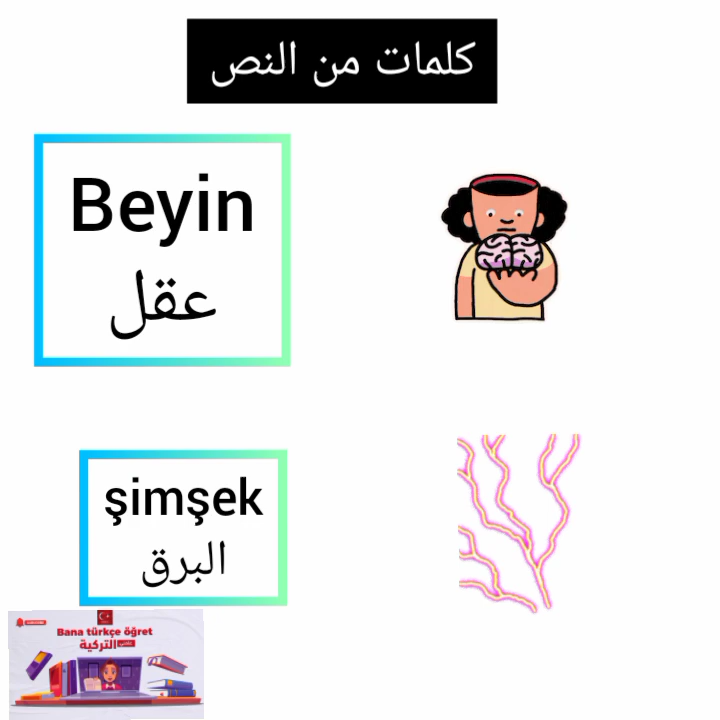 كلمات من النص
Beyin
عقل
şimşek
البرق
Bana türkçe öğret
التركية